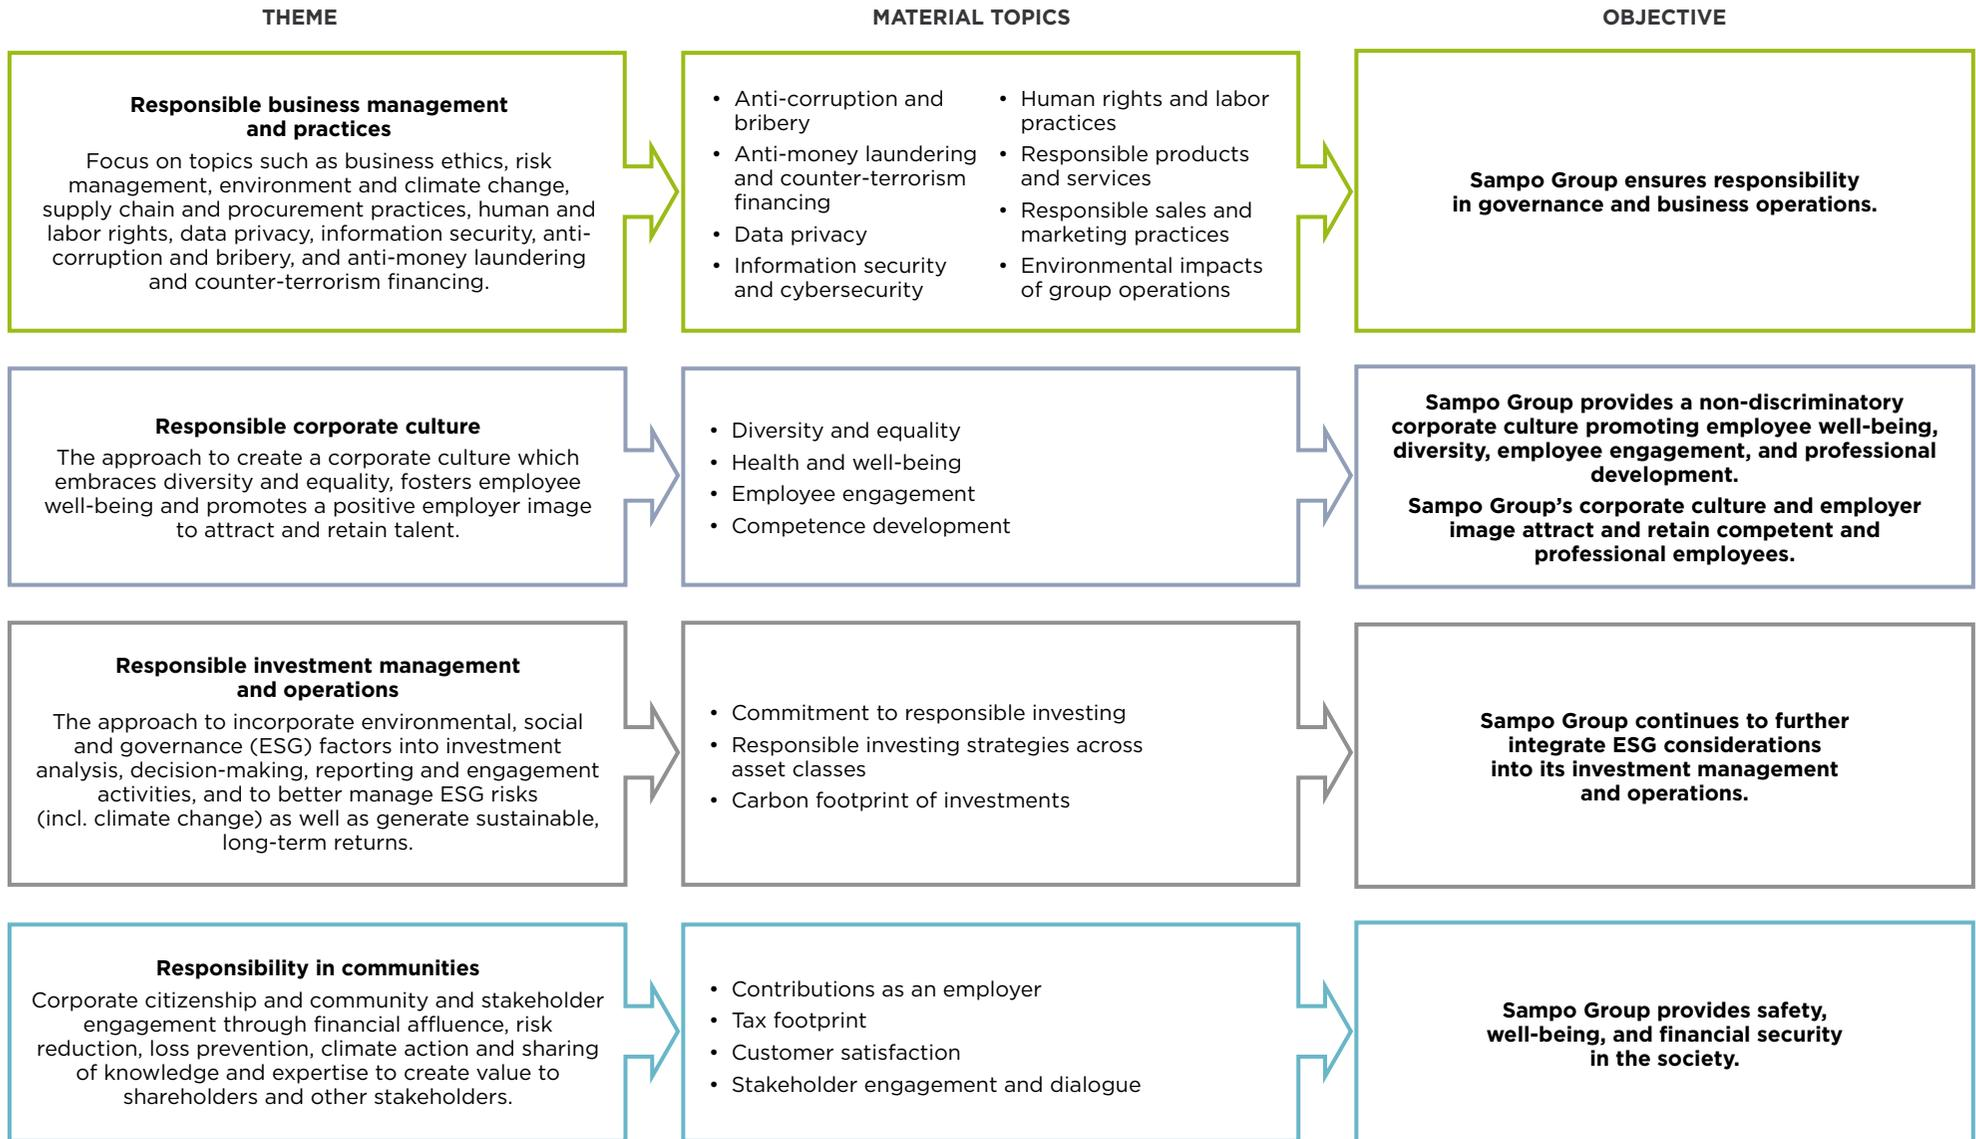 THEME
MATERIAL TOPICS
OBJECTIVE
Responsible business management
and practices
Focus on topics such as business ethics, risk
management, environment and climate change,
supply chain and procurement practices, human and
labor rights, data privacy, information security, anti-
corruption and bribery, and anti-money laundering
and counter-terrorism financing.
• Anti-corruption and
bribery
• Anti-money laundering
and counter-terrorism
financing
• Data privacy
• Information security
and cybersecurity
• Human rights and labor
practices
• Responsible products
and services
• Responsible sales and
marketing practices
• Environmental impacts
of group operations
Sampo Group ensures responsibility
in governance and business operations.
Responsible corporate culture
The approach to create a corporate culture which
embraces diversity and equality, fosters employee
well-being and promotes a positive employer image
to attract and retain talent.
• Diversity and equality
• Health and well-being
• Employee engagement
• Competence development
Sampo Group provides a non-discriminatory
corporate culture promoting employee well-being,
diversity, employee engagement, and professional
development.
Sampo Group’s corporate culture and employer
image attract and retain competent and
professional employees.
Responsible investment management
and operations
The approach to incorporate environmental, social
and governance (ESG) factors into investment
analysis, decision-making, reporting and engagement
activities, and to better manage ESG risks
(incl. climate change) as well as generate sustainable,
long-term returns.
• Commitment to responsible investing
• Responsible investing strategies across
asset classes
• Carbon footprint of investments
Sampo Group continues to further
integrate ESG considerations
into its investment management
and operations.
Responsibility in communities
Corporate citizenship and community and stakeholder
engagement through financial affluence, risk
reduction, loss prevention, climate action and sharing
of knowledge and expertise to create value to
shareholders and other stakeholders.
• Contributions as an employer
• Tax footprint
• Customer satisfaction
• Stakeholder engagement and dialogue
Sampo Group provides safety,
well-being, and financial security
in the society.